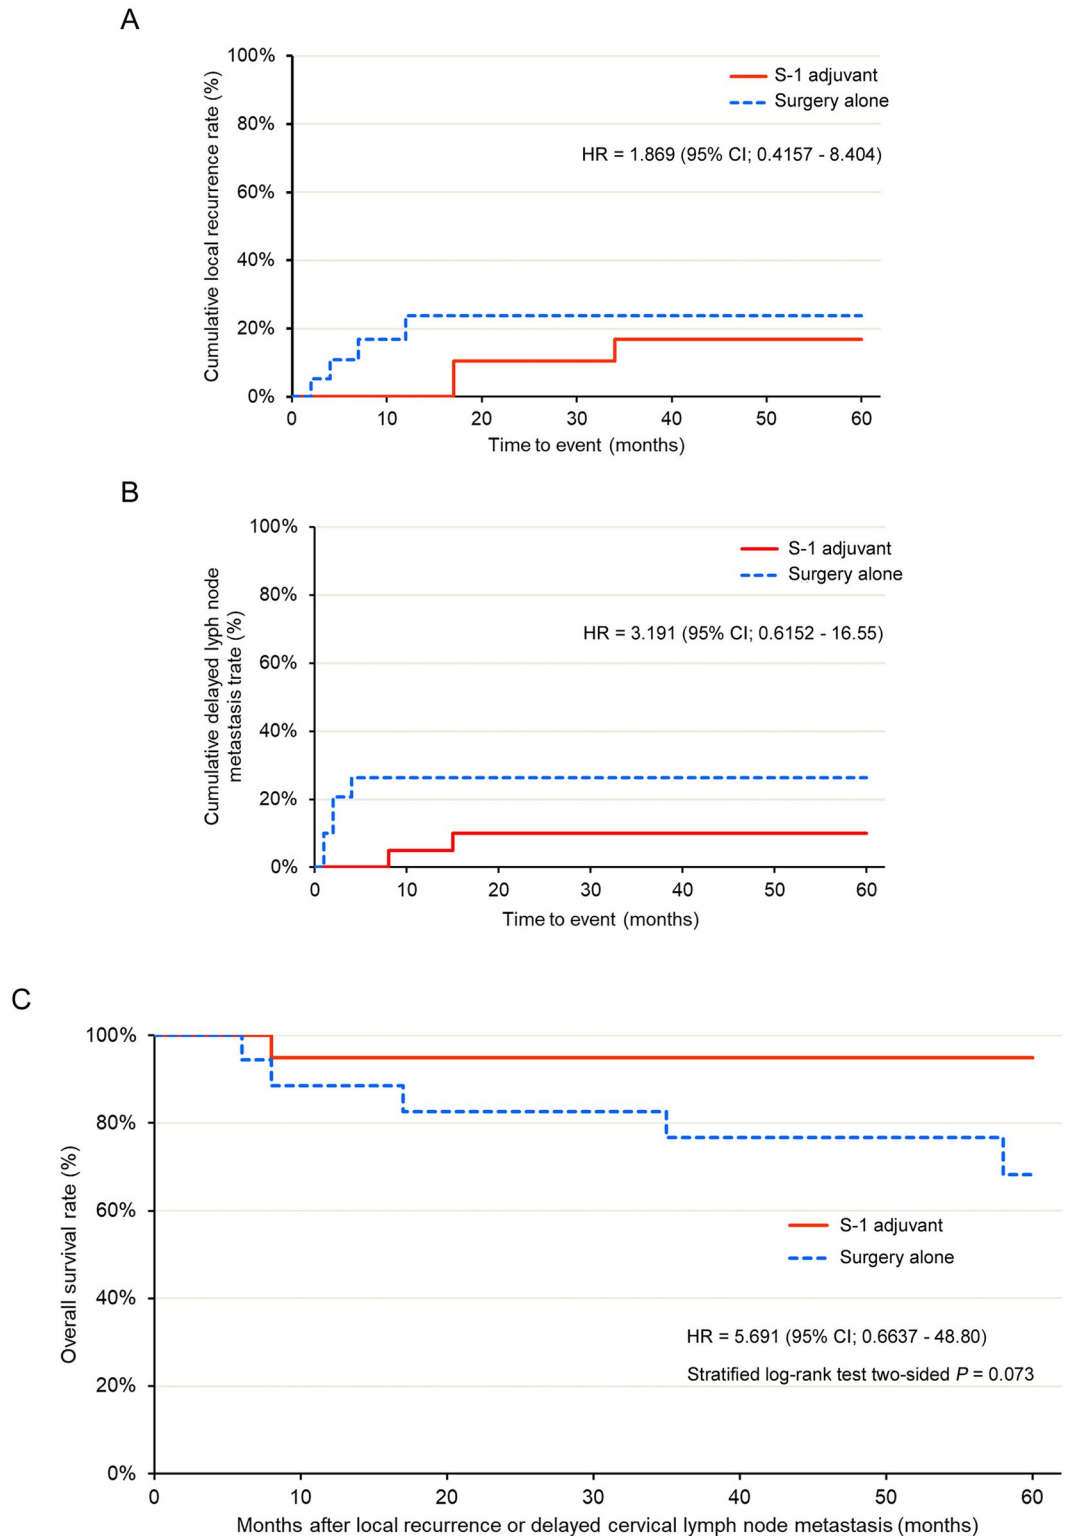 A
100%
80%
60%
40%
20%
0%
Cumulative local recurrence rate (%)
S-1 adjuvant
Surgery alone
HR = 1.869 (95% CI; 0.4157 - 8.404)
0 10 20 30 40 50 60
Time to event (months)
B
100%
80%
60%
40%
20%
0%
Cumulative delayed lyph node
metastasis trate (%)
S-1 adjuvant
Surgery alone
HR = 3.191 (95% CI; 0.6152 - 16.55)
0 10 20 30 40 50 60
Time to event (months)
C
100%
80%
60%
40%
20%
0%
Overall survival rate (%)
S-1 adjuvant
Surgery alone
HR = 5.691 (95% CI; 0.6637 - 48.80)
Stratified log-rank test two-sided P = 0.073
0 10 20 30 40 50 60
Months after local recurrence or delayed cervical lymph node metastasis (months)